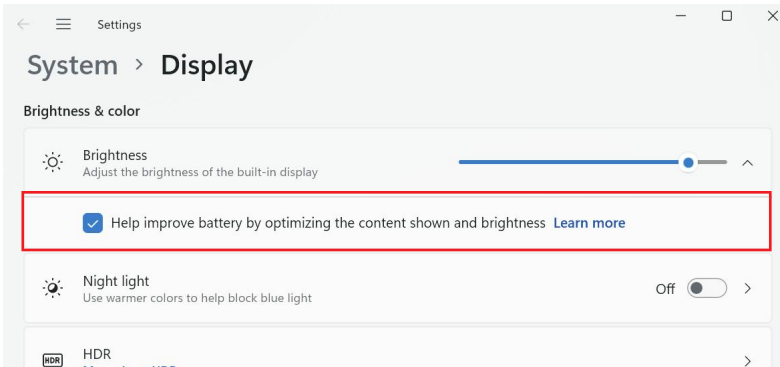 Settings
System > Display
Brightness & color
Brightness
Adjust the brightness of the built-in display
Help improve battery by optimizing the content shown and brightness Learn more
Night light
Use warmer colors to help block blue light
Off
HDR
HDR